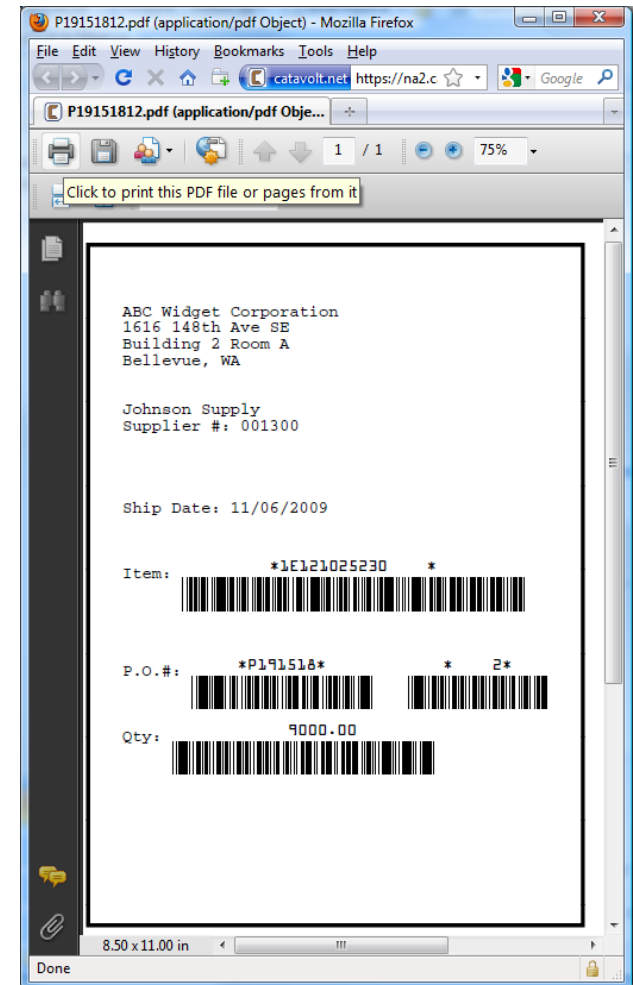 P19151812.pdf (application/pdf Object) - Mozilla Firefox
File Edit View History Bookmarks Tools Help
catavolt.net https://na2.c Google
P19151812.pdf (application/pdf Obje...
1 / 1 75%
Click to print this PDF file or pages from it
ABC Widget Corporation
1616 148th Ave SE
Building 2 Room A
Bellevue, WA
Johnson Supply
Supplier #: 001300
Ship Date: 11/06/2009
*1E121025230 *
Item:
*P191518* * 2*
P.O.#:
9000.00
Qty:
8.50 x 11.00 in
Done